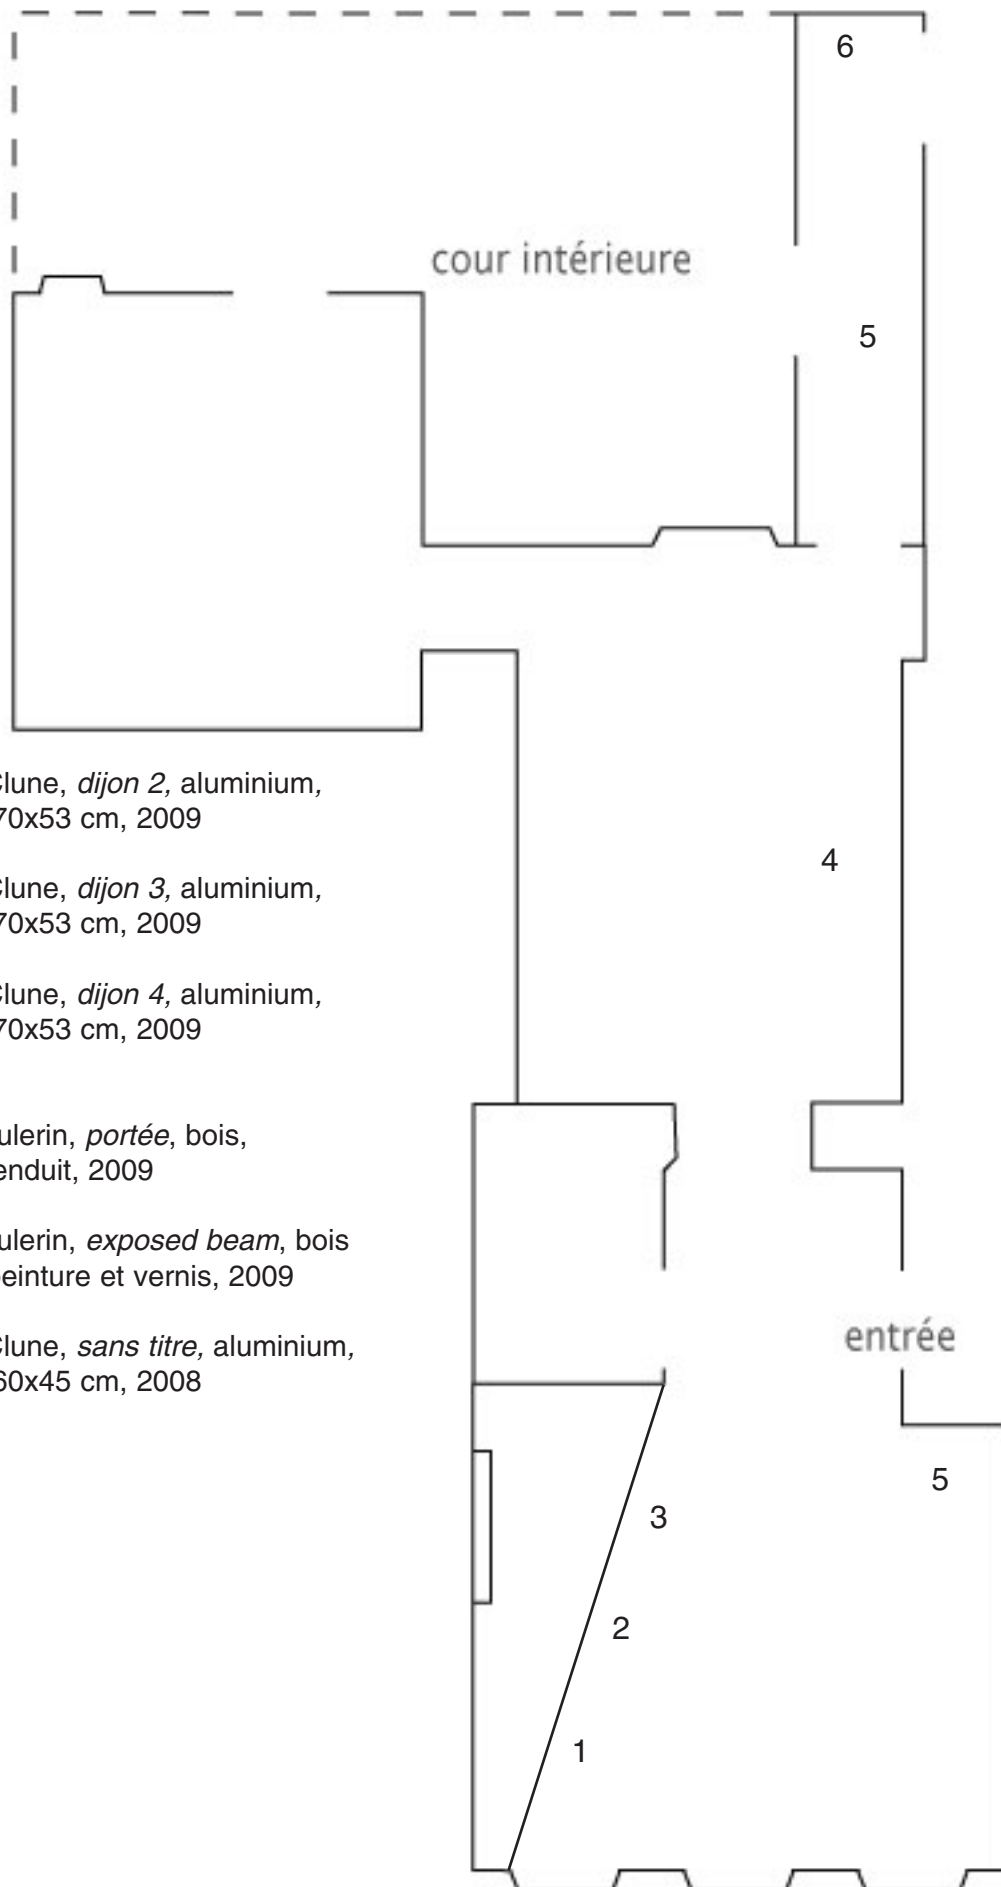 6
cour intérieure
5
Clune, dijon 2, aluminium,
70x53 cm, 2009
4
Clune, dijon 3, aluminium,
70x53 cm, 2009
Clune, dijon 4, aluminium,
70x53 cm, 2009
ulerin, portée, bois,
enduit, 2009
ulerin, exposed beam, bois
einture et vernis, 2009
entrée
Clune, sans titre, aluminium,
60x45 cm, 2008
5
3
2
1